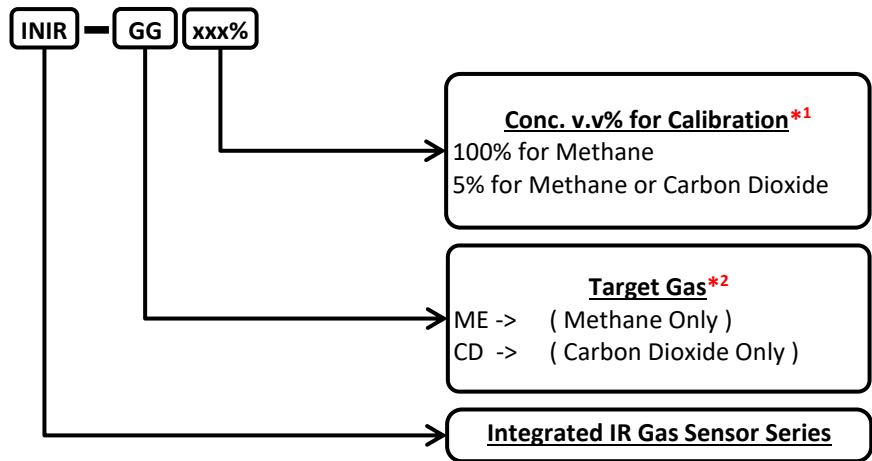 INIR - GG xxx%
Conc. v.v% for Calibration*1
100% for Methane
5% for Methane or Carbon Dioxide
Target Gas*2
ME -> ( Methane Only )
CD -> ( Carbon Dioxide Only )
Integrated IR Gas Sensor Series